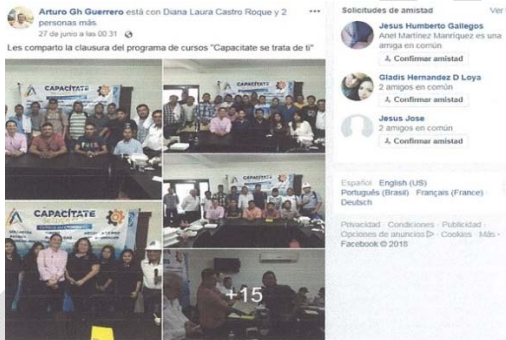 Arturo Gh Guerrero está con Diana Laura Castro Roque y 2
personas más.
27 de junio a las 00:31
Les comparto la clausura del programa de cursos "Capacitate se trata de ti"
CAPACÍTATE
CAPACÍTATE
CAPACÍTATE
+15
Solicitudes de amistad
Ver
Jesus Humberto Gallegos
Anel Martinez Manriquez es una
amiga en común
Confirmar amistad
Gladis Hernandez D Loya
2 amigos en común
Confirmar amistad
Jesus Jose
2 amigos en común
Confirmar amistad
Español · English (US) ·
Português (Brasil) · Français (France) ·
Deutsch
Privacidad · Condiciones · Publicidad ·
Opciones de anuncios · Cookies · Más ·
Facebook © 2018